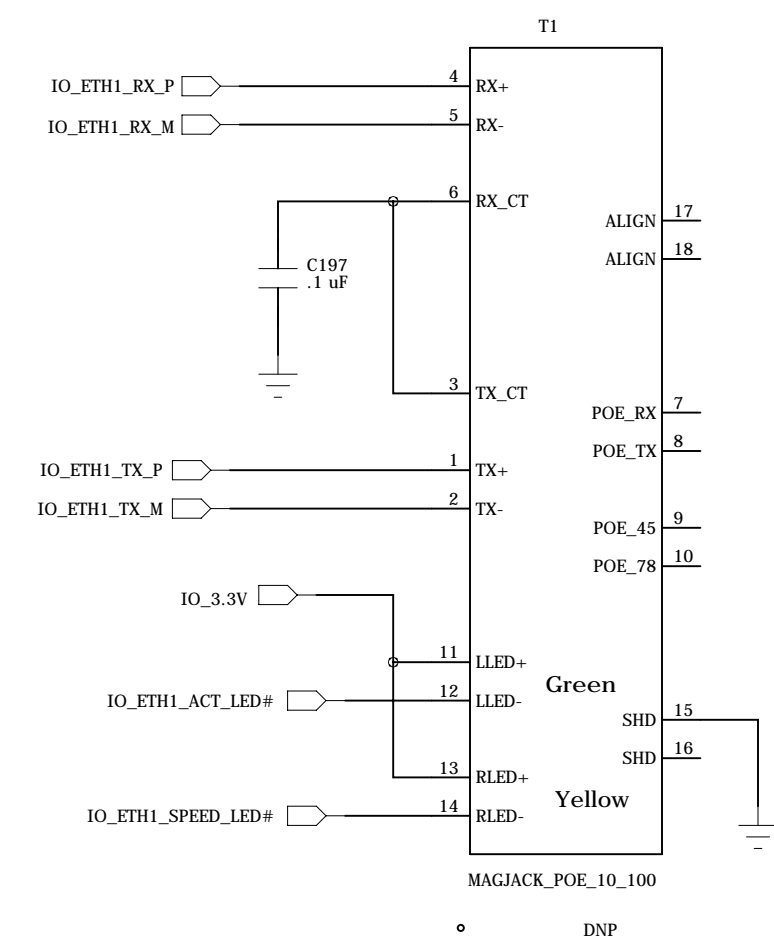 T1
IO_ETH1_RX_P
4
RX+
IO_ETH1_RX_M
5
RX-
6
RX_CT
ALIGN
17
ALIGN
18
C197
.1 uF
3
TX_CT
POE_RX
7
POE_TX
8
IO_ETH1_TX_P
1
TX+
IO_ETH1_TX_M
2
TX-
POE_45
9
POE_78
10
IO_3.3V
11
LLED+
Green
IO_ETH1_ACT_LED#
12
LLED-
SHD
15
SHD
16
13
RLED+
Yellow
IO_ETH1_SPEED_LED#
14
RLED-
MAGJACK_POE_10_100
DNP